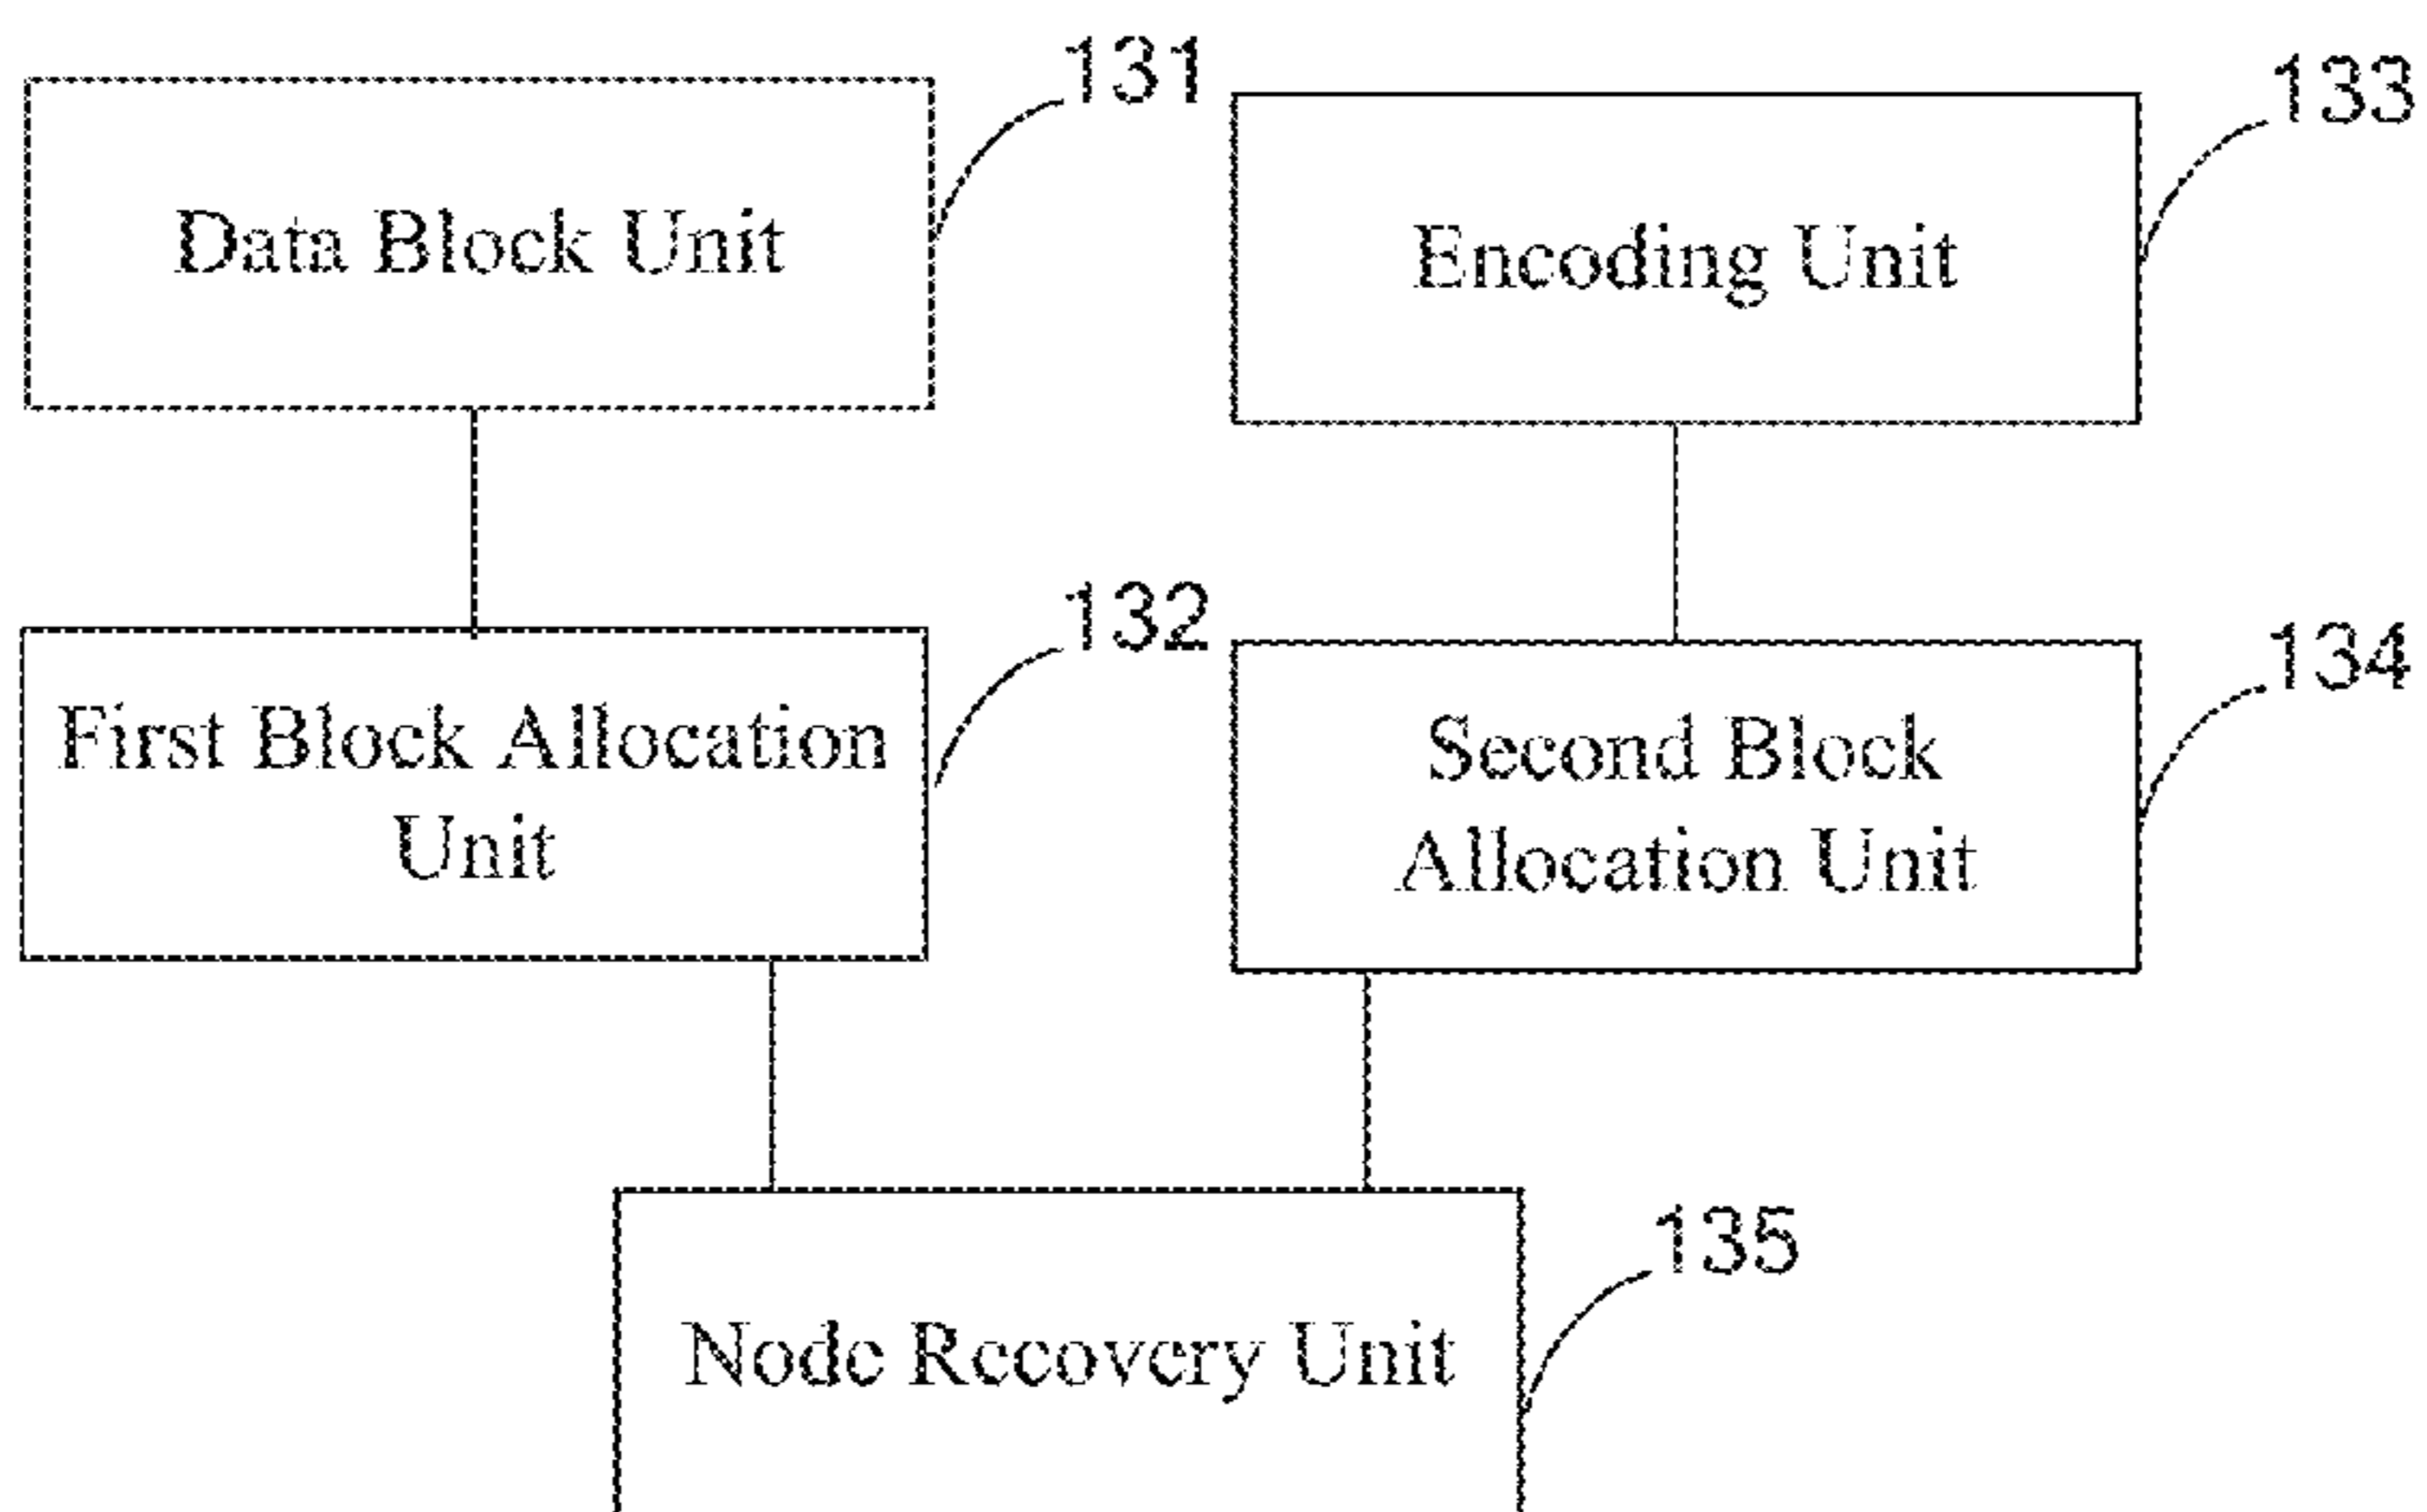 131
Data Block Unit
133
Encoding Unit
132
First Block Allocation
Unit
134
Second Block
Allocation Unit
135
Node Recovery Unit